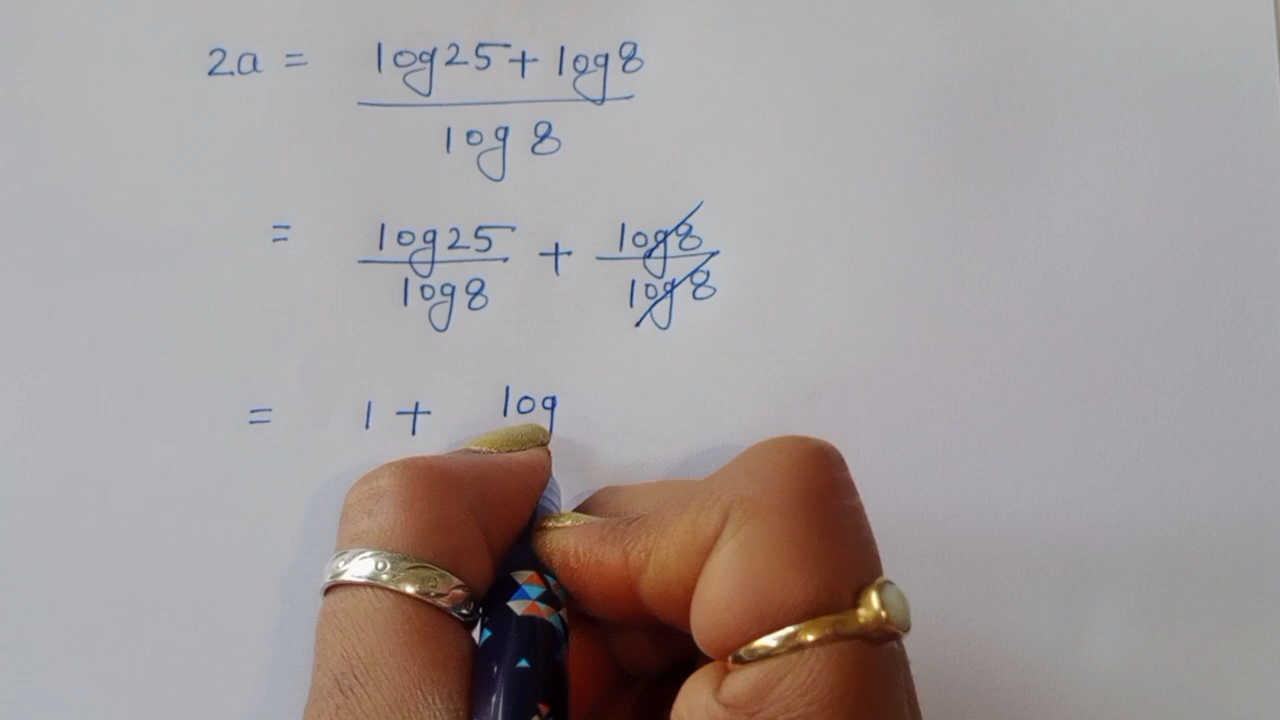 2a = log25 + log8 / log 8
= log25 / log8 + log8 / log8
= 1 + log